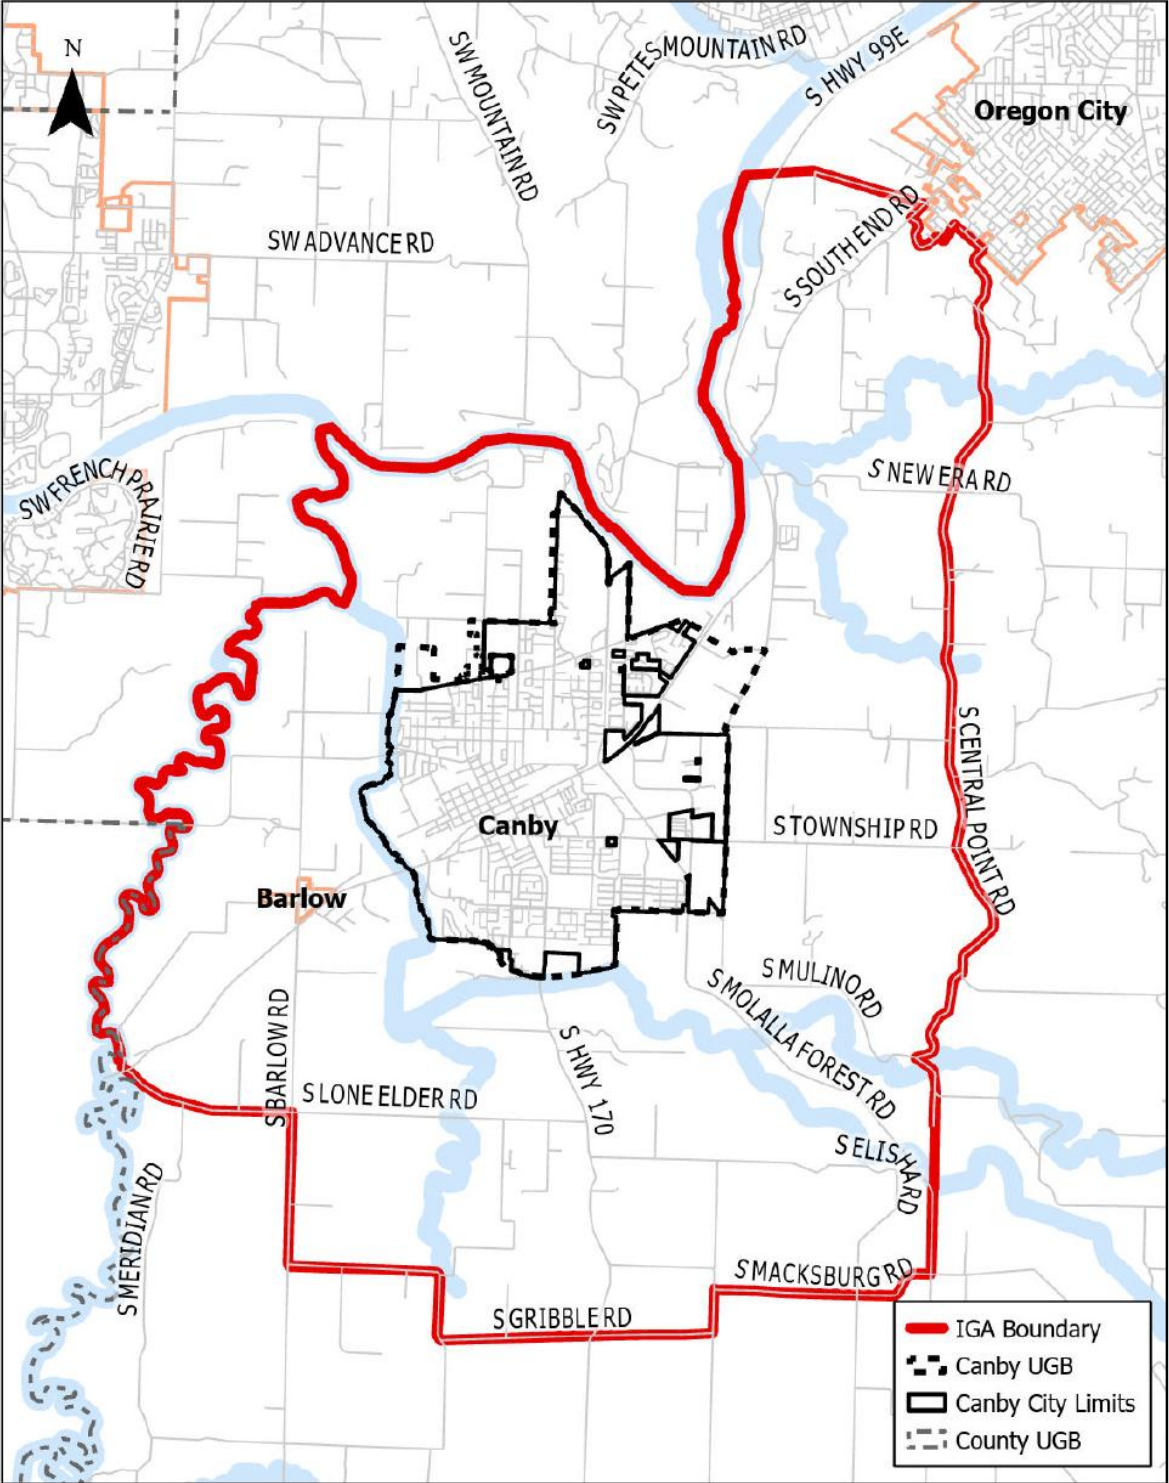 N
SW MOUNTAIN RD
SW PETES MOUNTAIN RD
S HWY 99E
Oregon City
SW ADVANCE RD
S SOUTH END RD
SW FRENCH PRAIRIE RD
S NEW ERA RD
S CENTRAL POINT RD
Canby
S TOWNSHIP RD
Barlow
S MULINO RD
S MOLALLA FOREST RD
S BARLOW RD
S LONE ELDER RD
S HWY 170
S ELISHA RD
S MERIDIAN RD
S MACKSBURG RD
S GRIBBLE RD
IGA Boundary
Canby UGB
Canby City Limits
County UGB